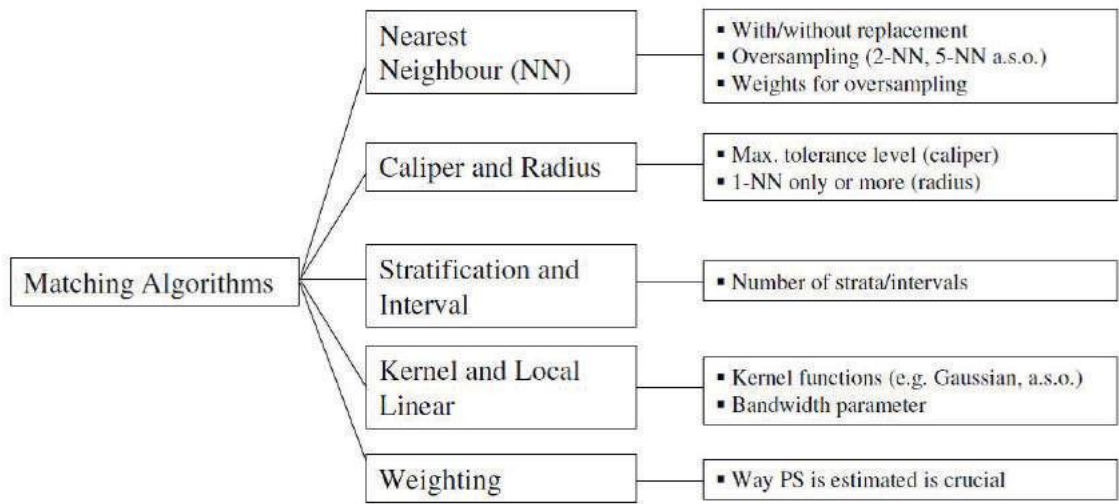 Matching Algorithms
Nearest
Neighbour (NN)
▪ With/without replacement
▪ Oversampling (2-NN, 5-NN a.s.o.)
▪ Weights for oversampling
Caliper and Radius
▪ Max. tolerance level (caliper)
▪ 1-NN only or more (radius)
Stratification and
Interval
▪ Number of strata/intervals
Kernel and Local
Linear
▪ Kernel functions (e.g. Gaussian, a.s.o.)
▪ Bandwidth parameter
Weighting
▪ Way PS is estimated is crucial